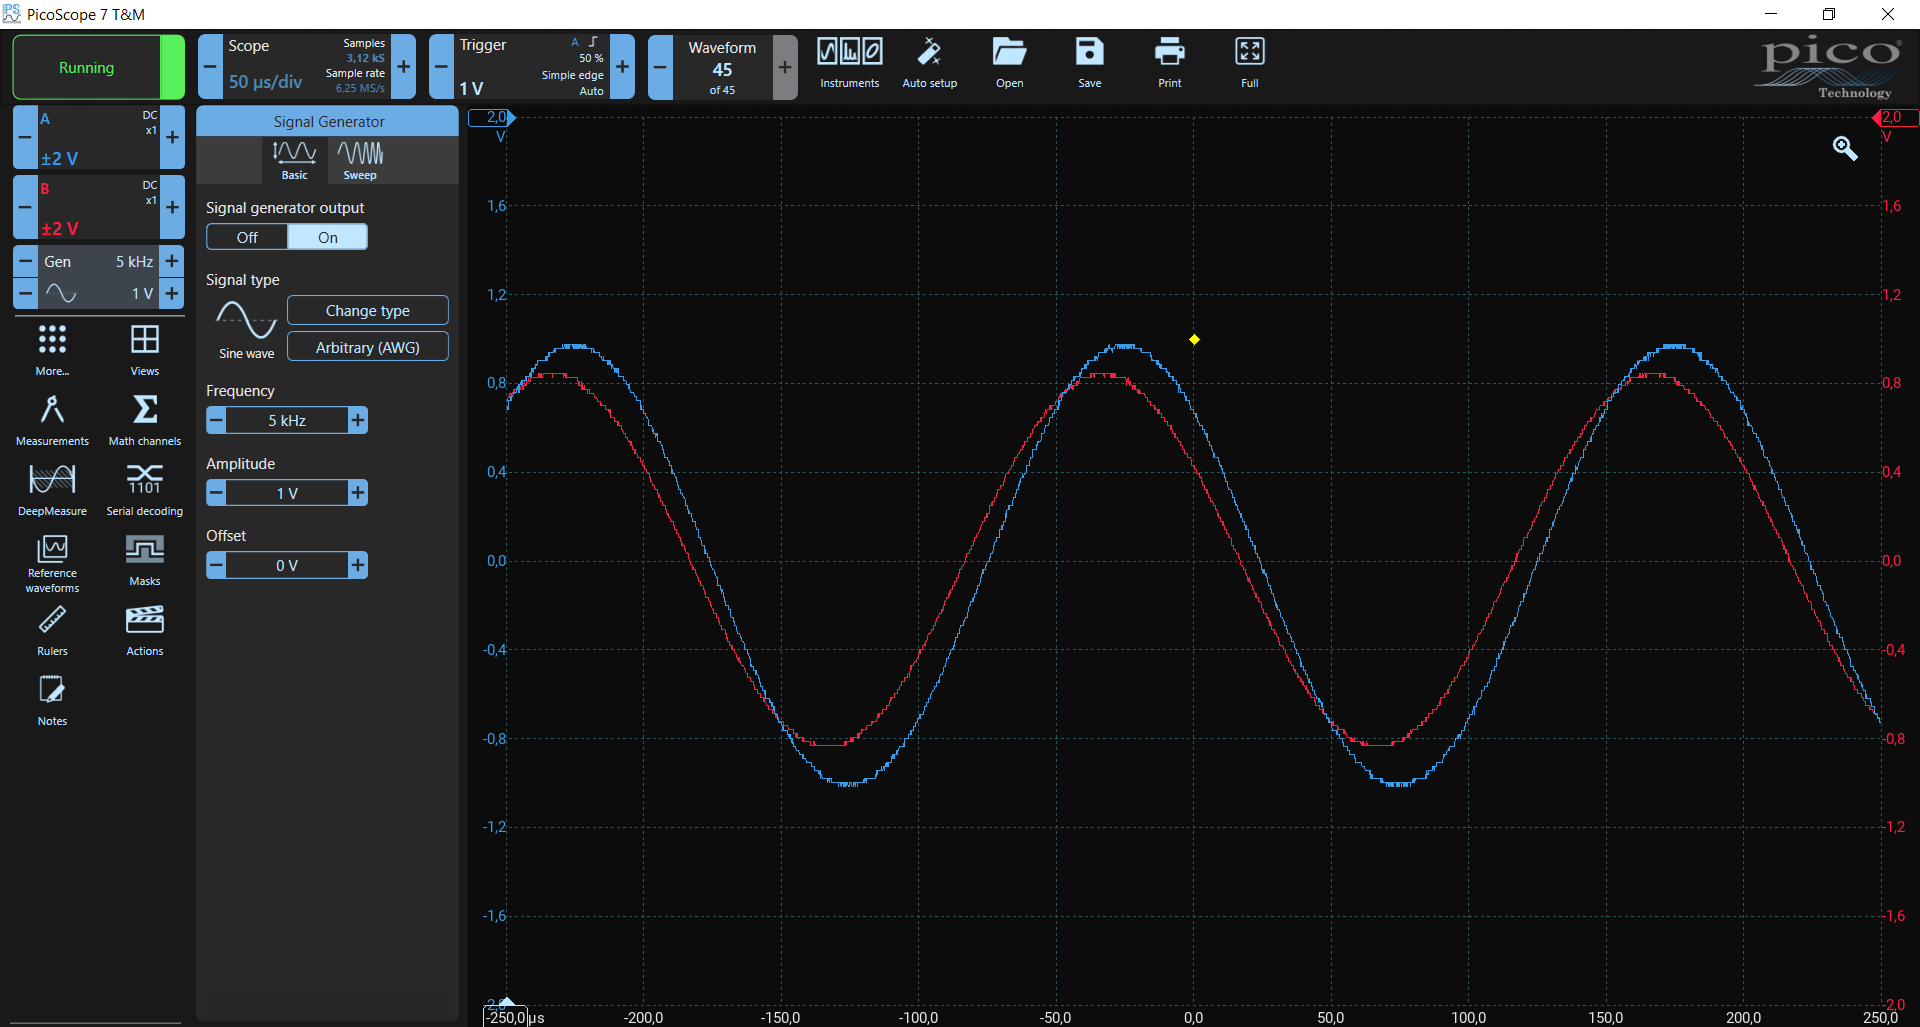 PicoScope 7 T&M
Running
Scope
50 µs/div
Samples
3,12 kS
Sample rate
6,25 MS/s
Trigger
1 V
A
50 %
Simple edge
Auto
Waveform
45
of 45
Instruments
Auto setup
Open
Save
Print
Full
pico
Technology
A
DC
x1
±2 V
B
DC
x1
±2 V
Gen 5 kHz
1 V
More...
Views
Measurements
Math channels
DeepMeasure
Serial decoding
1101
Reference
waveforms
Masks
Rulers
Actions
Notes
Signal Generator
Basic
Sweep
Signal generator output
Off On
Signal type
Sine wave
Change type
Arbitrary (AWG)
Frequency
5 kHz
Amplitude
1 V
Offset
0 V
2,0
V
1,6
1,2
0,8
0,4
0,0
-0,4
-0,8
-1,2
-1,6
-2,0
2,0
V
1,6
1,2
0,8
0,4
0,0
-0,4
-0,8
-1,2
-1,6
-2,0
-250,0 µs -200,0 -150,0 -100,0 -50,0 0,0 50,0 100,0 150,0 200,0 250,0